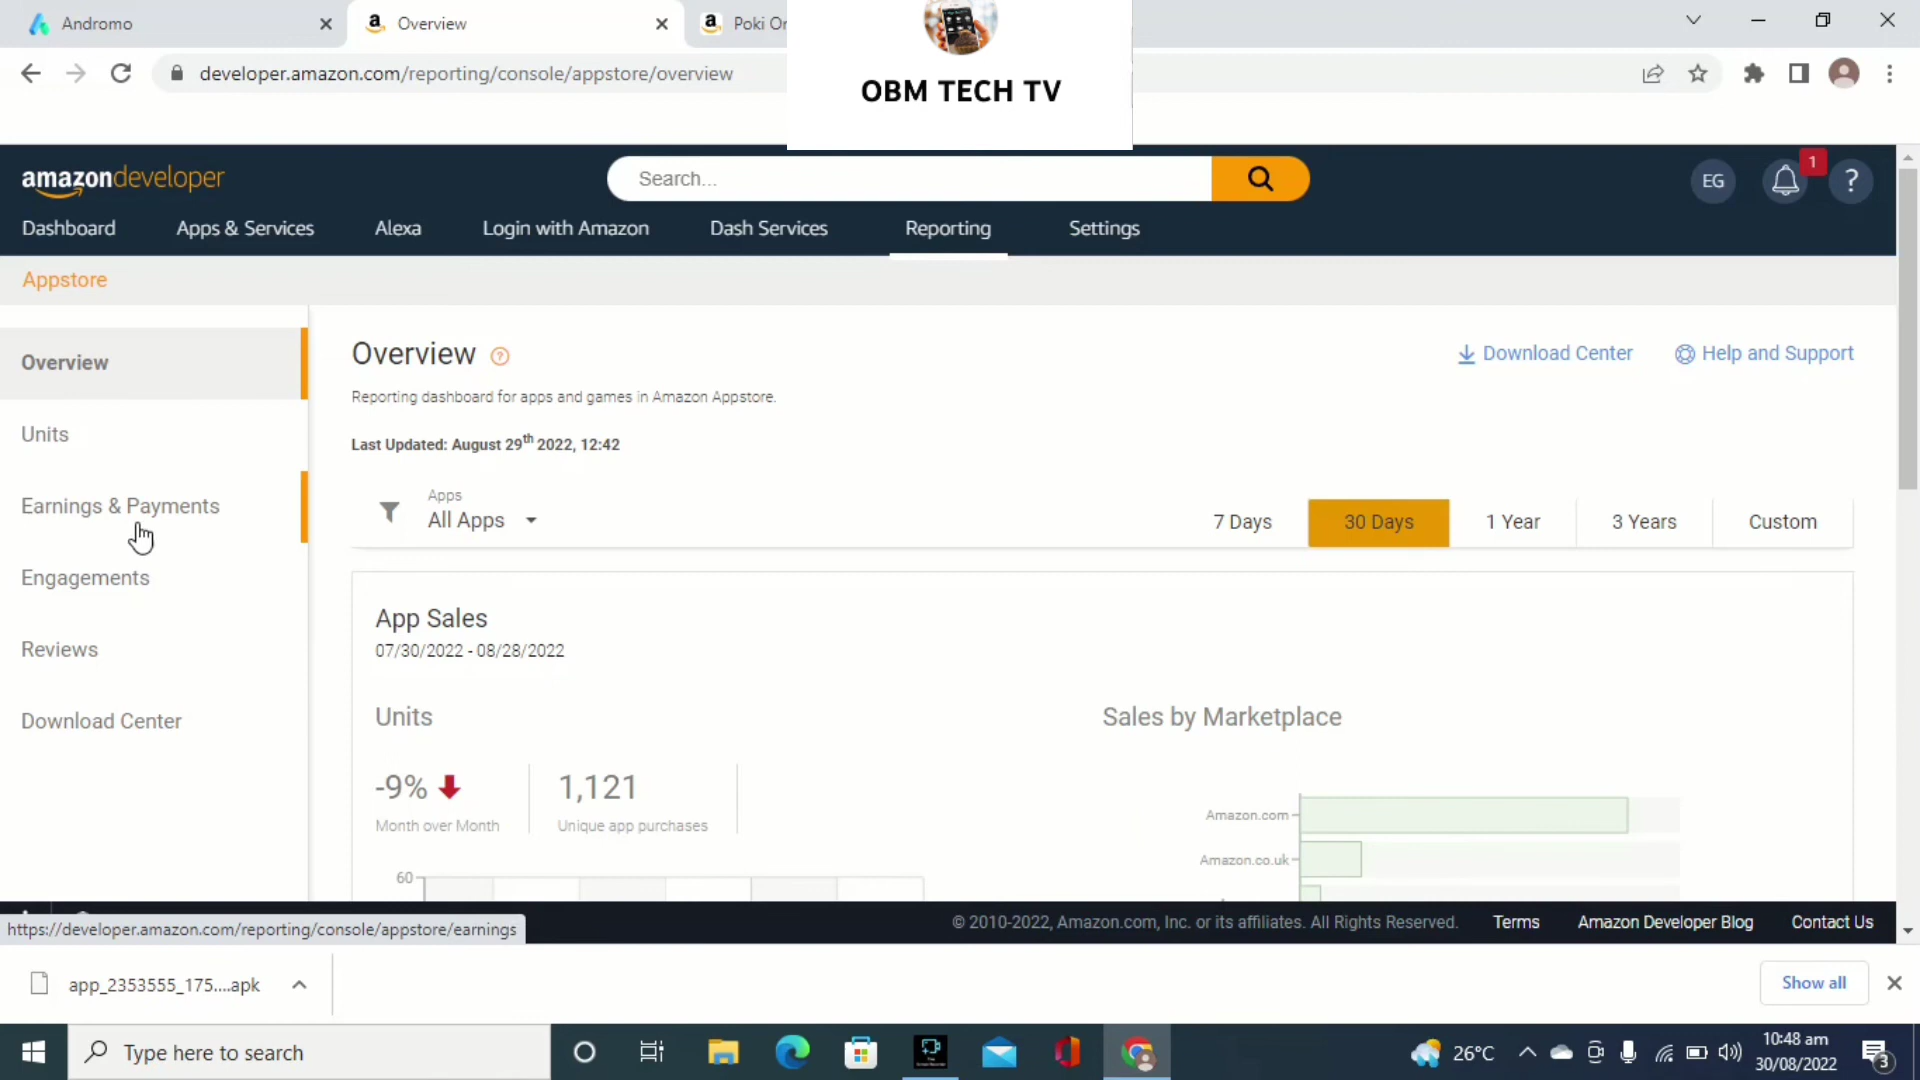 Andromo
Overview
Poki Or
OBM TECH TV
developer.amazon.com/reporting/console/appstore/overview
amazondeveloper
Search...
EG
1
?
Dashboard
Apps & Services
Alexa
Login with Amazon
Dash Services
Reporting
Settings
Appstore
Overview
Units
Earnings & Payments
Engagements
Reviews
Download Center
Overview ?
Download Center
Help and Support
Reporting dashboard for apps and games in Amazon Appstore.
Last Updated: August 29th 2022, 12:42
Apps
All Apps
7 Days
30 Days
1 Year
3 Years
Custom
App Sales
07/30/2022 - 08/28/2022
Units
-9%
Month over Month
1,121
Unique app purchases
60
Sales by Marketplace
Amazon.com
Amazon.co.uk
https://developer.amazon.com/reporting/console/appstore/earnings
© 2010-2022, Amazon.com, Inc. or its affiliates. All Rights Reserved.
Terms
Amazon Developer Blog
Contact Us
app_2353555_175....apk
Show all
Type here to search
26°C
10:48 am
30/08/2022
3